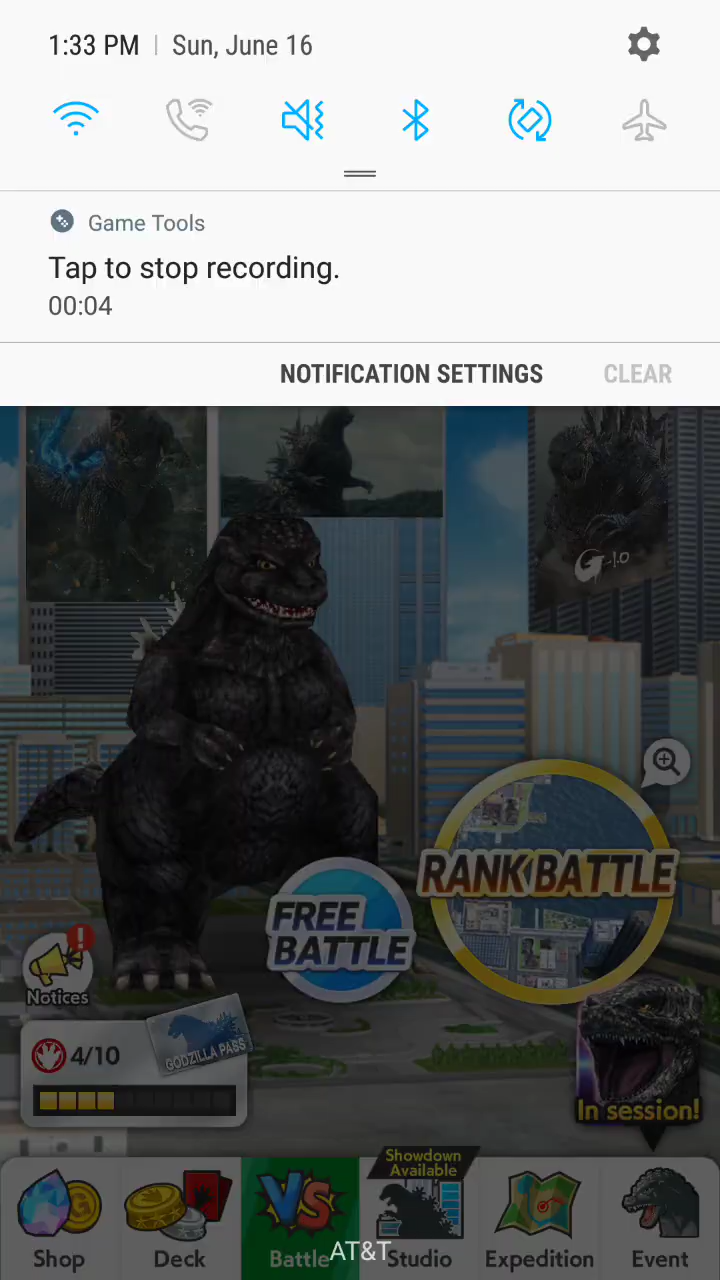 1:33 PM | Sun, June 16
Game Tools
Tap to stop recording.
00:04
NOTIFICATION SETTINGS
CLEAR
G-1.0
RANK BATTLE
FREE
BATTLE
Notices
4/10
GODZILLA PASS
In session!
Showdown
Available
VS
Shop
Deck
Battle
AT&T
Studio
Expedition
Event